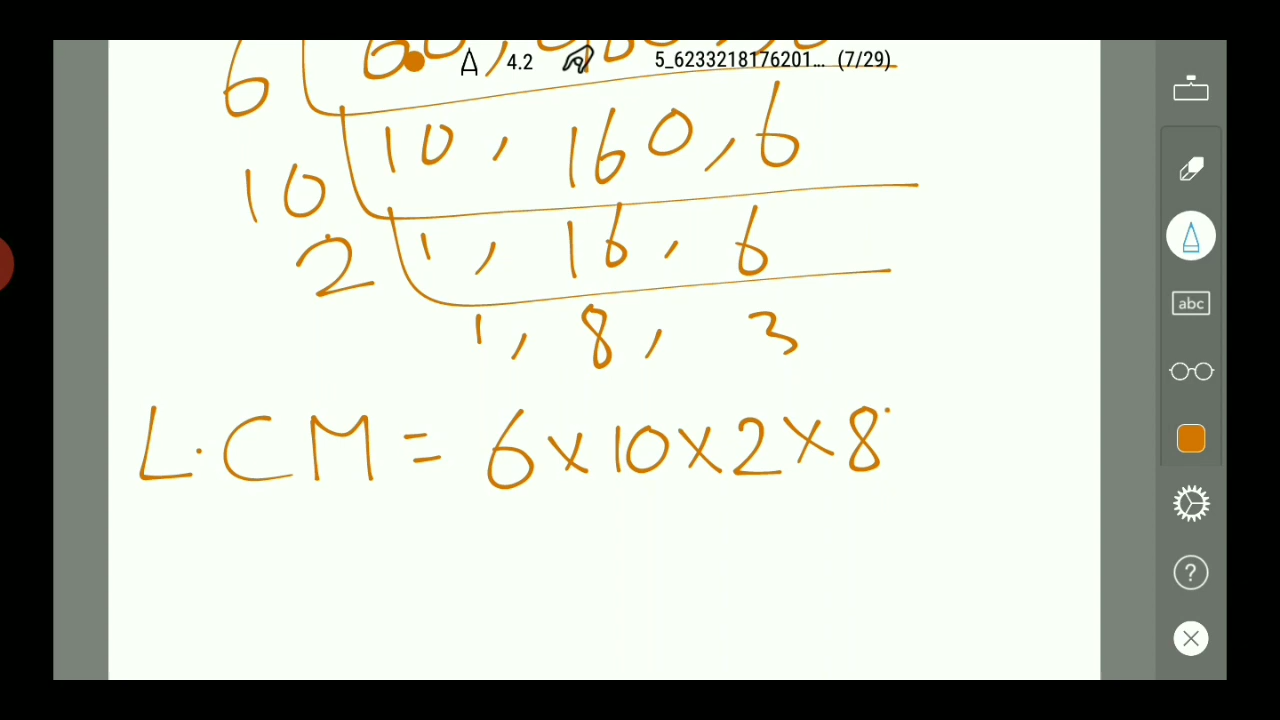 4.2 5_6233218176201... (7/29)
6
10, 160, 6
10
1, 16, 6
2
1, 8, 3
L.CM = 6×10×2×8
abc
?